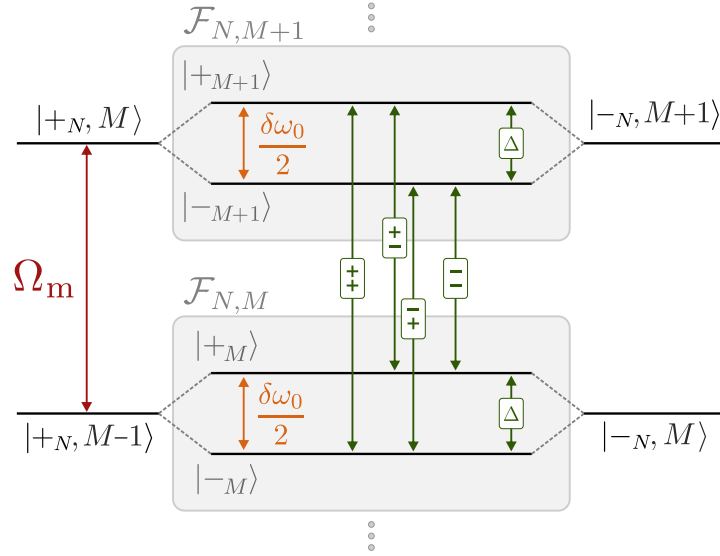 ℱ_{N,M+1}
|+_{M+1}⟩
|+_N, M⟩
δω₀/2
Δ
|−_N, M+1⟩
|−_{M+1}⟩
+ −
Ω_m
+ +
− −
ℱ_{N,M}
− +
|+_M⟩
|+_N, M−1⟩
δω₀/2
Δ
|−_N, M⟩
|−_M⟩